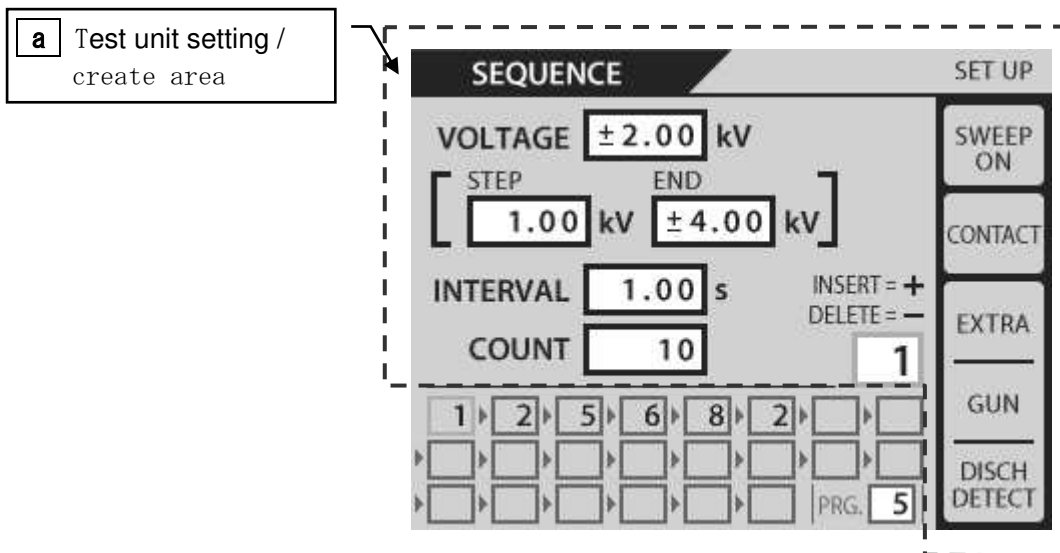 a Test unit setting /
create area
SEQUENCE
SET UP
VOLTAGE ±2.00 kV
STEP END
1.00 kV ±4.00 kV
INTERVAL 1.00 s
COUNT 10
INSERT = +
DELETE = −
1
SWEEP
ON
CONTACT
EXTRA
GUN
DISCH
DETECT
1 2 5 6 8 2
PRG. 5